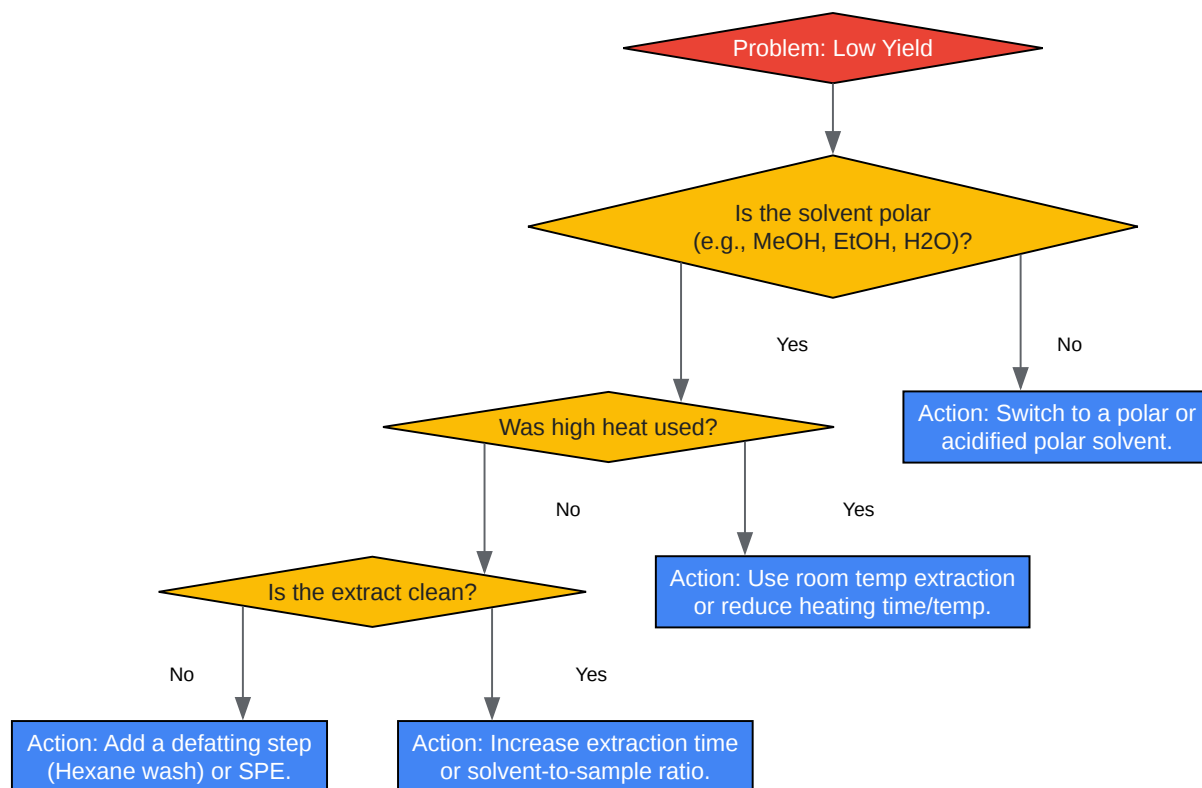 Problem: Low Yield
Is the solvent polar
(e.g., MeOH, EtOH, H2O)?
Yes
No
Action: Switch to a polar or
acidified polar solvent.
Was high heat used?
No
Yes
Action: Use room temp extraction
or reduce heating time/temp.
Is the extract clean?
No
Yes
Action: Add a defatting step
(Hexane wash) or SPE.
Action: Increase extraction time
or solvent-to-sample ratio.